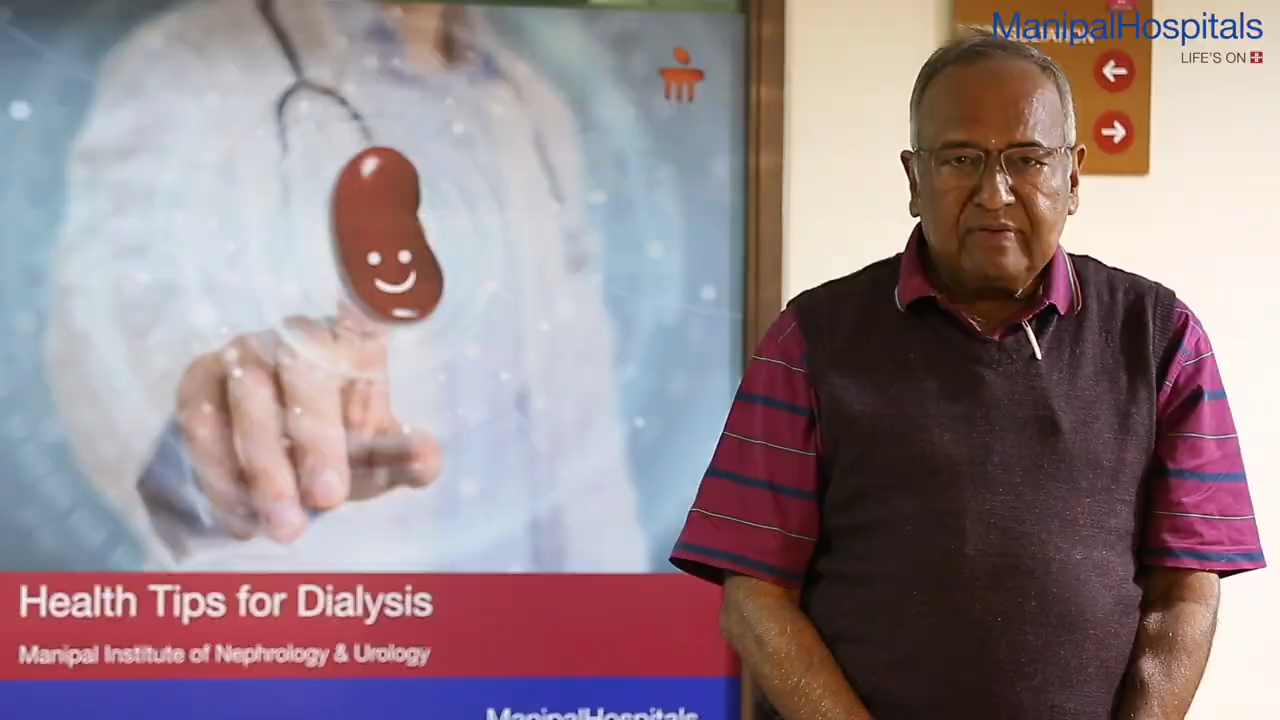 ManipalHospitals
LIFE'S ON
Health Tips for Dialysis
Manipal Institute of Nephrology & Urology
ManipalHospitals